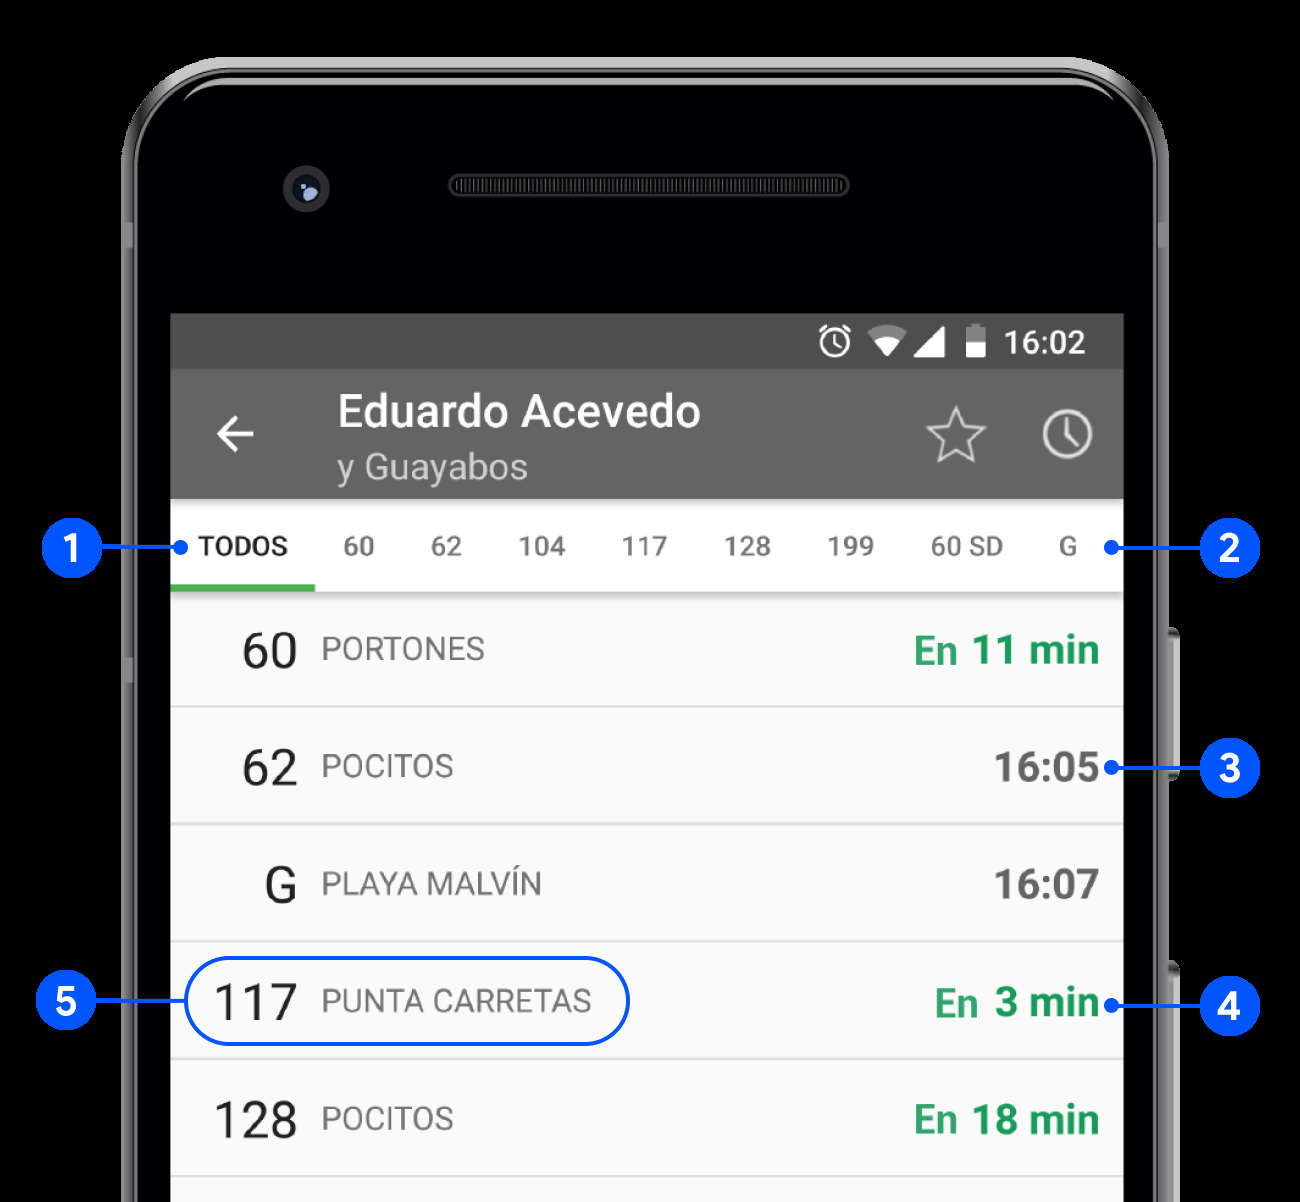 16:02
Eduardo Acevedo
y Guayabos
1 TODOS 60 62 104 117 128 199 60 SD G 2
60 PORTONES En 11 min
62 POCITOS 16:05 3
G PLAYA MALVÍN 16:07
5 117 PUNTA CARRETAS En 3 min 4
128 POCITOS En 18 min